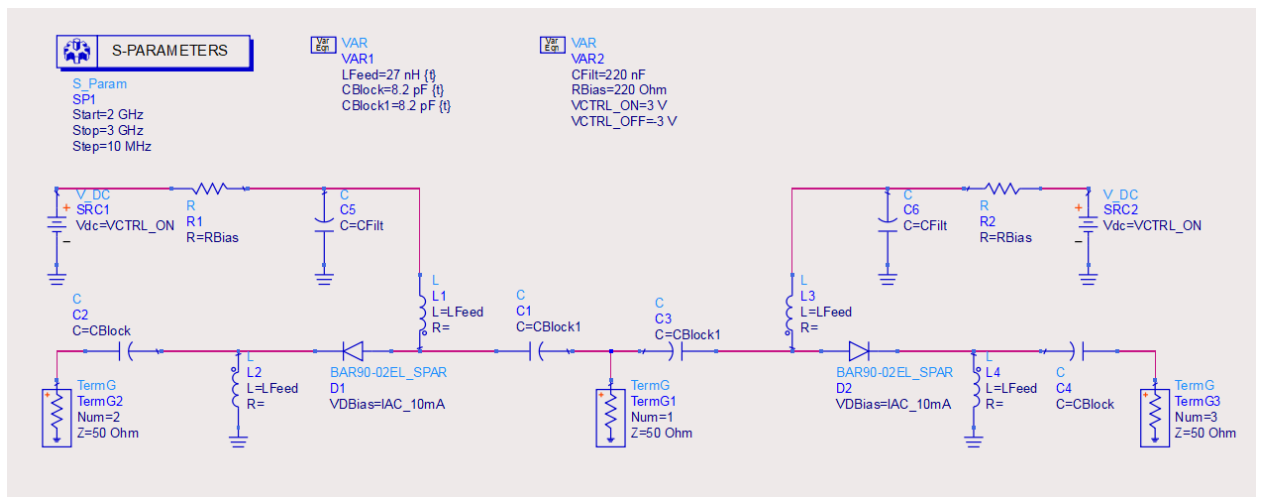 S-PARAMETERS
S_Param
SP1
Start=2 GHz
Stop=3 GHz
Step=10 MHz
Var
Eqn
VAR
VAR1
LFeed=27 nH {t}
CBlock=8.2 pF {t}
CBlock1=8.2 pF {t}
Var
Eqn
VAR
VAR2
CFilt=220 nF
RBias=220 Ohm
VCTRL_ON=3 V
VCTRL_OFF=-3 V
V_DC
SRC1
Vdc=VCTRL_ON
R
R1
R=RBias
C
C5
C=CFilt
C
C6
C=CFilt
R
R2
R=RBias
V_DC
SRC2
Vdc=VCTRL_ON
C
C2
C=CBlock
L
L1
L=LFeed
R=
C
C1
C=CBlock1
C
C3
C=CBlock1
L
L3
L=LFeed
R=
TermG
TermG2
Num=2
Z=50 Ohm
L
L2
L=LFeed
R=
BAR90-02EL_SPAR
D1
VDBias=IAC_10mA
TermG
TermG1
Num=1
Z=50 Ohm
BAR90-02EL_SPAR
D2
VDBias=IAC_10mA
L
L4
L=LFeed
R=
C
C4
C=CBlock
TermG
TermG3
Num=3
Z=50 Ohm